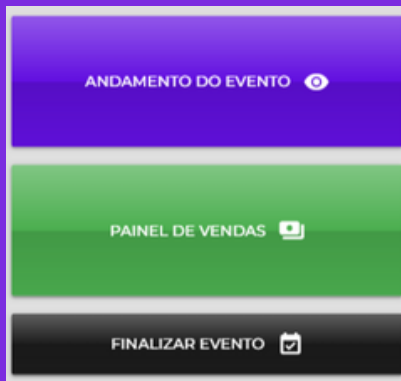 ANDAMENTO DO EVENTO
PAINEL DE VENDAS
FINALIZAR EVENTO